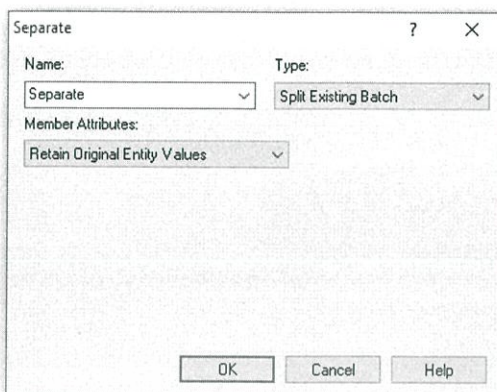 Separate ? ×
Name: Type:
Separate Split Existing Batch
Member Attributes:
Retain Original Entity Values
OK Cancel Help